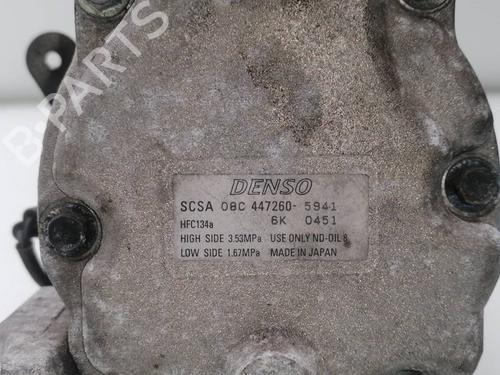 B-PARTS
DENSO
SCSA 08C 447260- 5941
HFC134a 6K 0451
HIGH SIDE 3.53MPa USE ONLY ND-OIL 8
LOW SIDE 1.67MPa MADE IN JAPAN